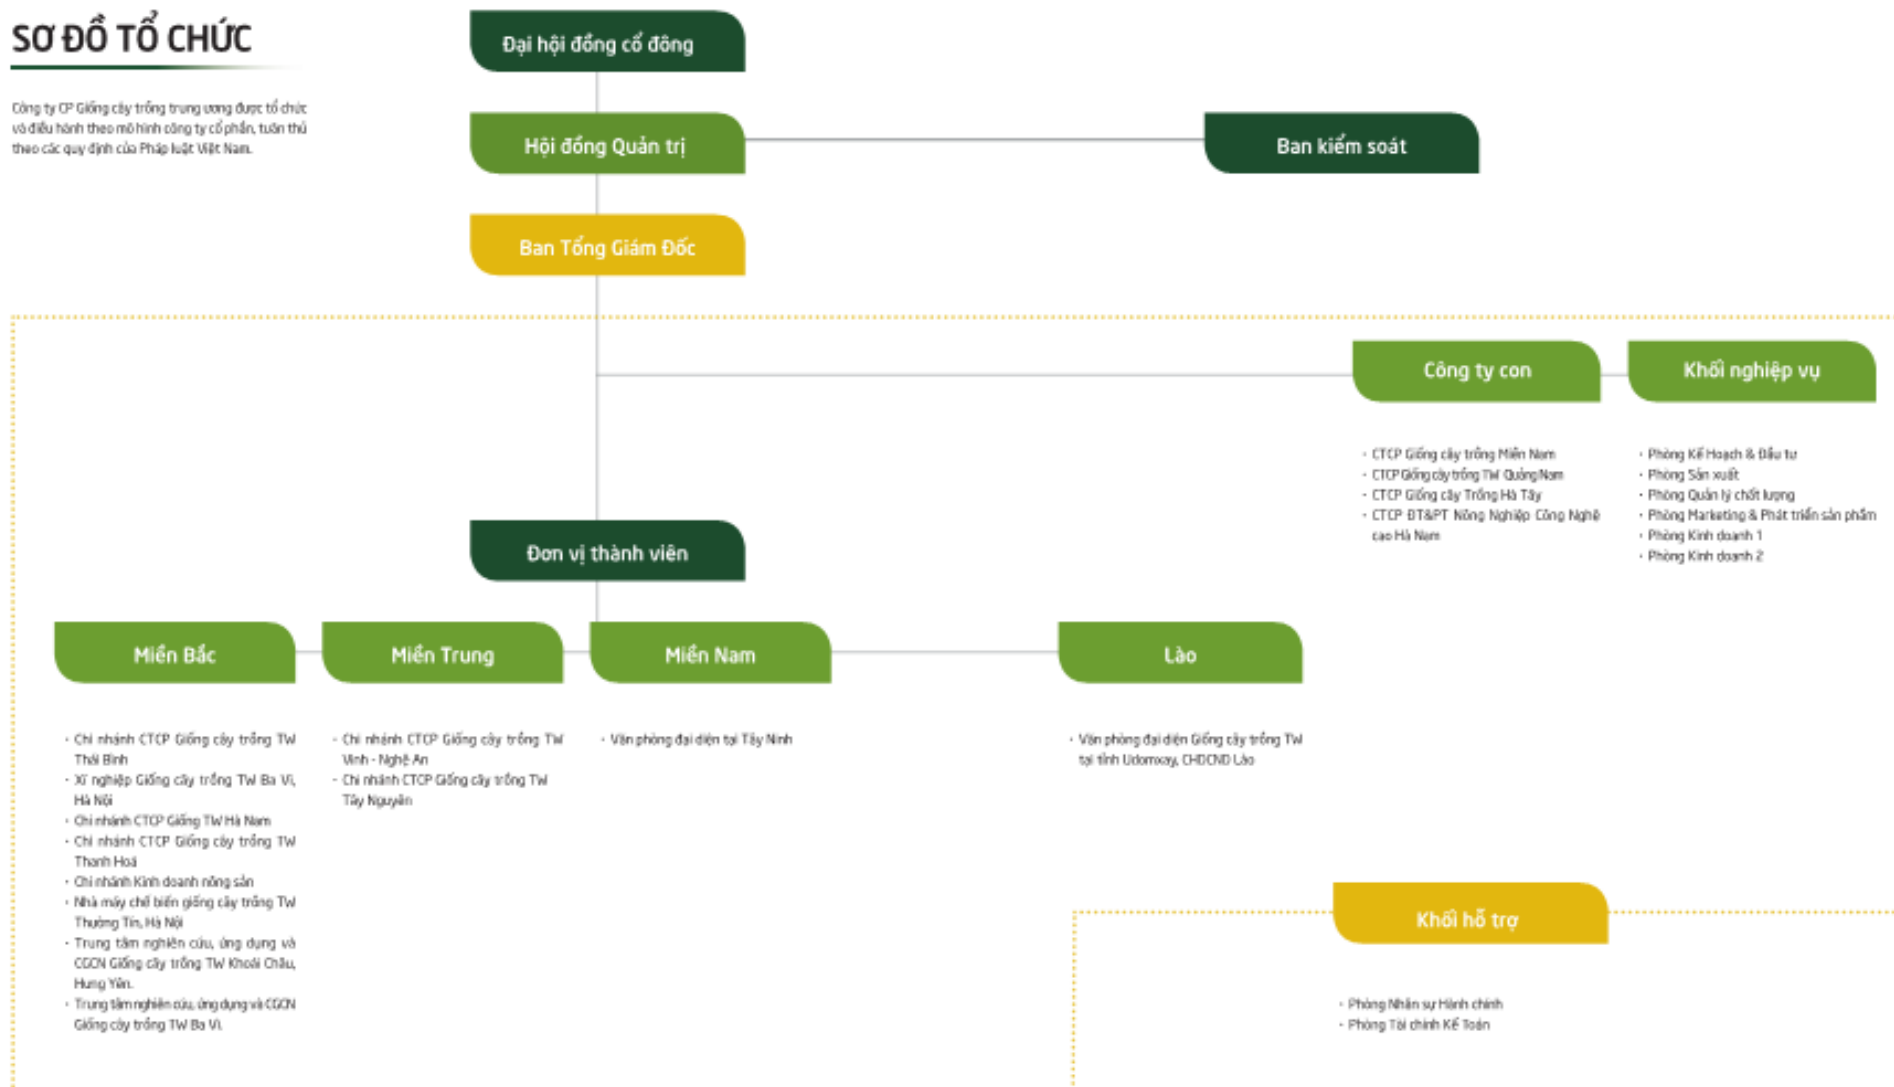 SƠ ĐỒ TỔ CHỨC
Công ty CP Giống cây trồng trung ương được tổ chức
và điều hành theo mô hình công ty cổ phần, tuân thủ
theo các quy định của Pháp luật Việt Nam.
Đại hội đồng cổ đông
Hội đồng Quản trị
Ban kiểm soát
Ban Tổng Giám Đốc
Công ty con
· CTCP Giống cây trồng Miền Nam
· CTCP Giống cây trồng TW Quảng Nam
· CTCP Giống cây Trồng Hà Tây
· CTCP ĐT&PT Nông Nghiệp Công Nghệ
cao Hà Nam
Khối nghiệp vụ
· Phòng Kế Hoạch & Đầu tư
· Phòng Sản xuất
· Phòng Quản lý chất lượng
· Phòng Marketing & Phát triển sản phẩm
· Phòng Kinh doanh 1
· Phòng Kinh doanh 2
Đơn vị thành viên
Miền Bắc
· Chi nhánh CTCP Giống cây trồng TW
Thái Bình
· Xí nghiệp Giống cây trồng TW Ba Vì,
Hà Nội
· Chi nhánh CTCP Giống TW Hà Nam
· Chi nhánh CTCP Giống cây trồng TW
Thanh Hoá
· Chi nhánh Kinh doanh nông sản
· Nhà máy chế biến giống cây trồng TW
Thường Tín, Hà Nội
· Trung tâm nghiên cứu, ứng dụng và
CGCN Giống cây trồng TW Khoái Châu,
Hưng Yên.
· Trung tâm nghiên cứu, ứng dụng và CGCN
Giống cây trồng TW Ba Vì.
Miền Trung
· Chi nhánh CTCP Giống cây trồng TW
Vinh - Nghệ An
- Chi nhánh CTCP Giống cây trồng TW
Tây Nguyên
Miền Nam
· Văn phòng đại diện tại Tây Ninh
Lào
· Văn phòng đại diện Giống cây trồng TW
tại tỉnh Udomxay, CHDCND Lào
Khối hỗ trợ
· Phòng Nhân sự Hành chính
· Phòng Tài chính Kế Toán